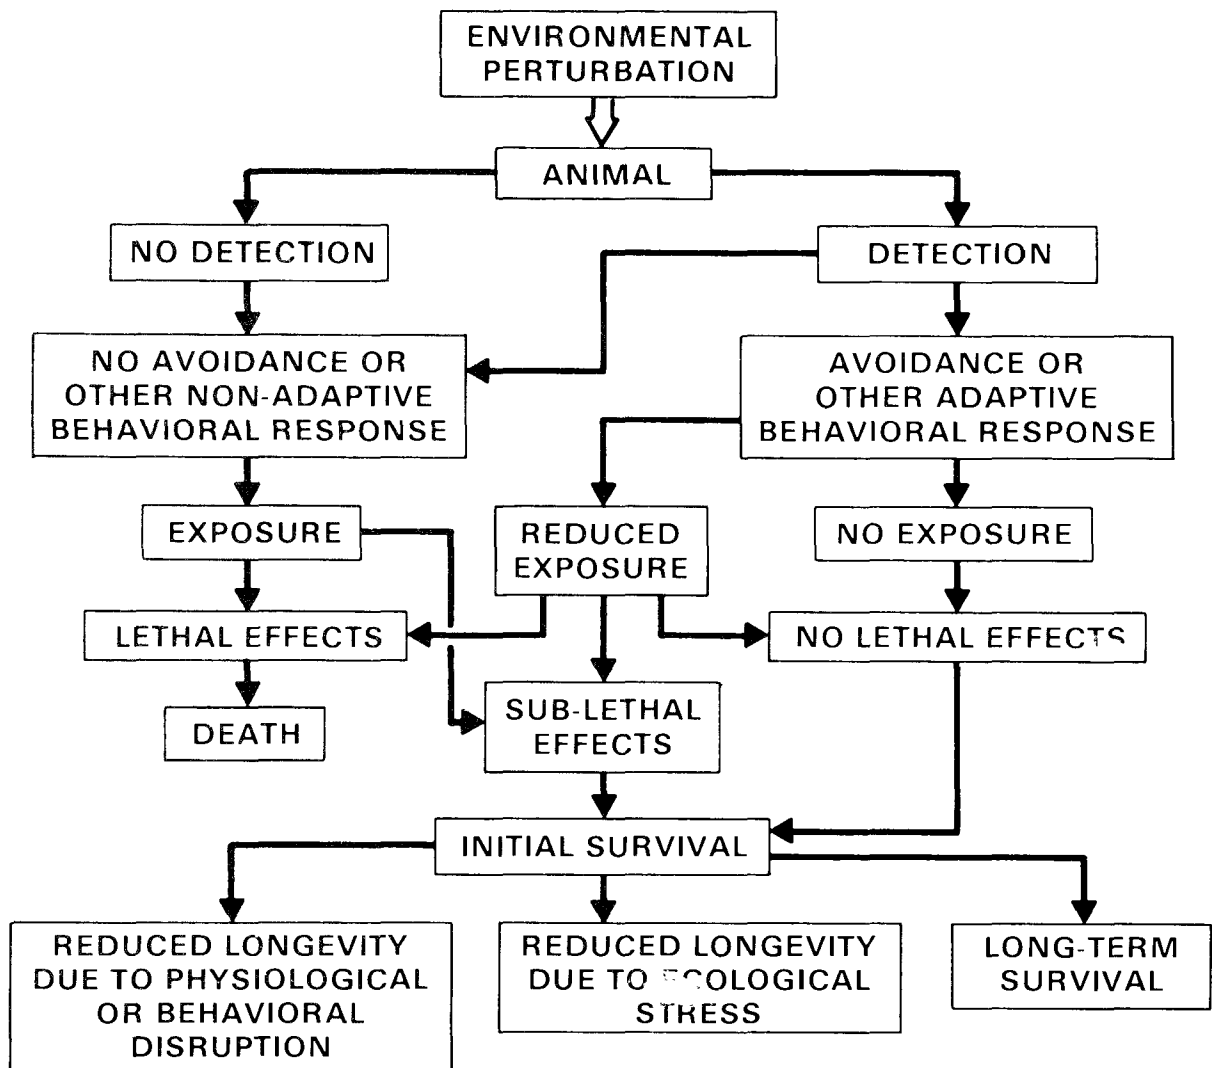 ENVIRONMENTAL
PERTURBATION
ANIMAL
NO DETECTION
DETECTION
NO AVOIDANCE OR
OTHER NON-ADAPTIVE
BEHAVIORAL RESPONSE
AVOIDANCE OR
OTHER ADAPTIVE
BEHAVIORAL RESPONSE
EXPOSURE
REDUCED
EXPOSURE
NO EXPOSURE
LETHAL EFFECTS
NO LETHAL EFFECTS
DEATH
SUB-LETHAL
EFFECTS
INITIAL SURVIVAL
REDUCED LONGEVITY
DUE TO PHYSIOLOGICAL
OR BEHAVIORAL
DISRUPTION
REDUCED LONGEVITY
DUE TO ECOLOGICAL
STRESS
LONG-TERM
SURVIVAL